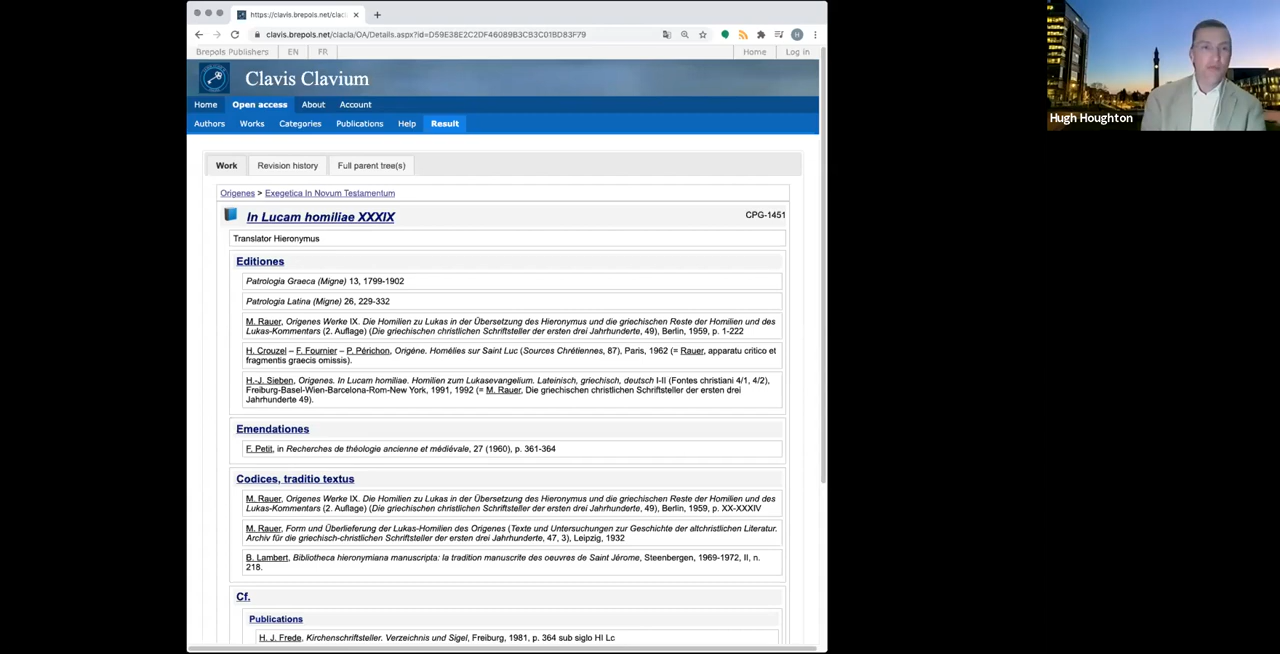 https://clavis.brepols.net/clac
clavis.brepols.net/clacla/OA/Details.aspx?id=D59E38E2C2DF46089B3CB3C01BD83F79
H
Brepols Publishers EN FR Home Log in
Clavis Clavium
Home Open access About Account
Authors Works Categories Publications Help Result
Work Revision history Full parent tree(s)
Origenes > Exegetica In Novum Testamentum
In Lucam homiliae XXXIX CPG-1451
Translator Hieronymus
Editiones
Patrologia Graeca (Migne) 13, 1799-1902
Patrologia Latina (Migne) 26, 229-332
M. Rauer, Origenes Werke IX. Die Homilien zu Lukas in der Übersetzung des Hieronymus und die griechischen Reste der Homilien und des
Lukas-Kommentars (2. Auflage) (Die griechischen christlichen Schriftsteller der ersten drei Jahrhunderte, 49), Berlin, 1959, p. 1-222
H. Crouzel – F. Fournier – P. Périchon, Origène. Homélies sur Saint Luc (Sources Chrétiennes, 87), Paris, 1962 (= Rauer, apparatu critico et
fragmentis graecis omissis).
H.-J. Sieben, Origenes. In Lucam homiliae. Homilien zum Lukasevangelium. Lateinisch, griechisch, deutsch I-II (Fontes christiani 4/1, 4/2),
Freiburg-Basel-Wien-Barcelona-Rom-New York, 1991, 1992 (= M. Rauer, Die griechischen christlichen Schriftsteller der ersten drei
Jahrhunderte 49).
Emendationes
F. Petit, in Recherches de théologie ancienne et médiévale, 27 (1960), p. 361-364
Codices, traditio textus
M. Rauer, Origenes Werke IX. Die Homilien zu Lukas in der Übersetzung des Hieronymus und die griechischen Reste der Homilien und des
Lukas-Kommentars (2. Auflage) (Die griechischen christlichen Schriftsteller der ersten drei Jahrhunderte, 49), Berlin, 1959, p. XX-XXXIV
M. Rauer, Form und Überlieferung der Lukas-Homilien des Origenes (Texte und Untersuchungen zur Geschichte der altchristlichen Literatur.
Archiv für die griechisch-christlichen Schriftsteller der ersten drei Jahrhunderte, 47, 3), Leipzig, 1932
B. Lambert, Bibliotheca hieronymiana manuscripta: la tradition manuscrite des oeuvres de Saint Jérome, Steenbergen, 1969-1972, II, n.
218.
Cf.
Publications
H. J. Frede, Kirchenschriftsteller. Verzeichnis und Sigel, Freiburg, 1981, p. 364 sub siglo HI Lc
Hugh Houghton